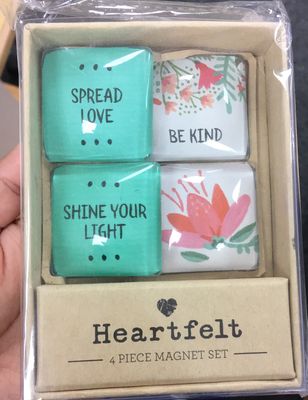 SPREAD
LOVE
BE KIND
SHINE YOUR
LIGHT
Heartfelt
4 PIECE MAGNET SET